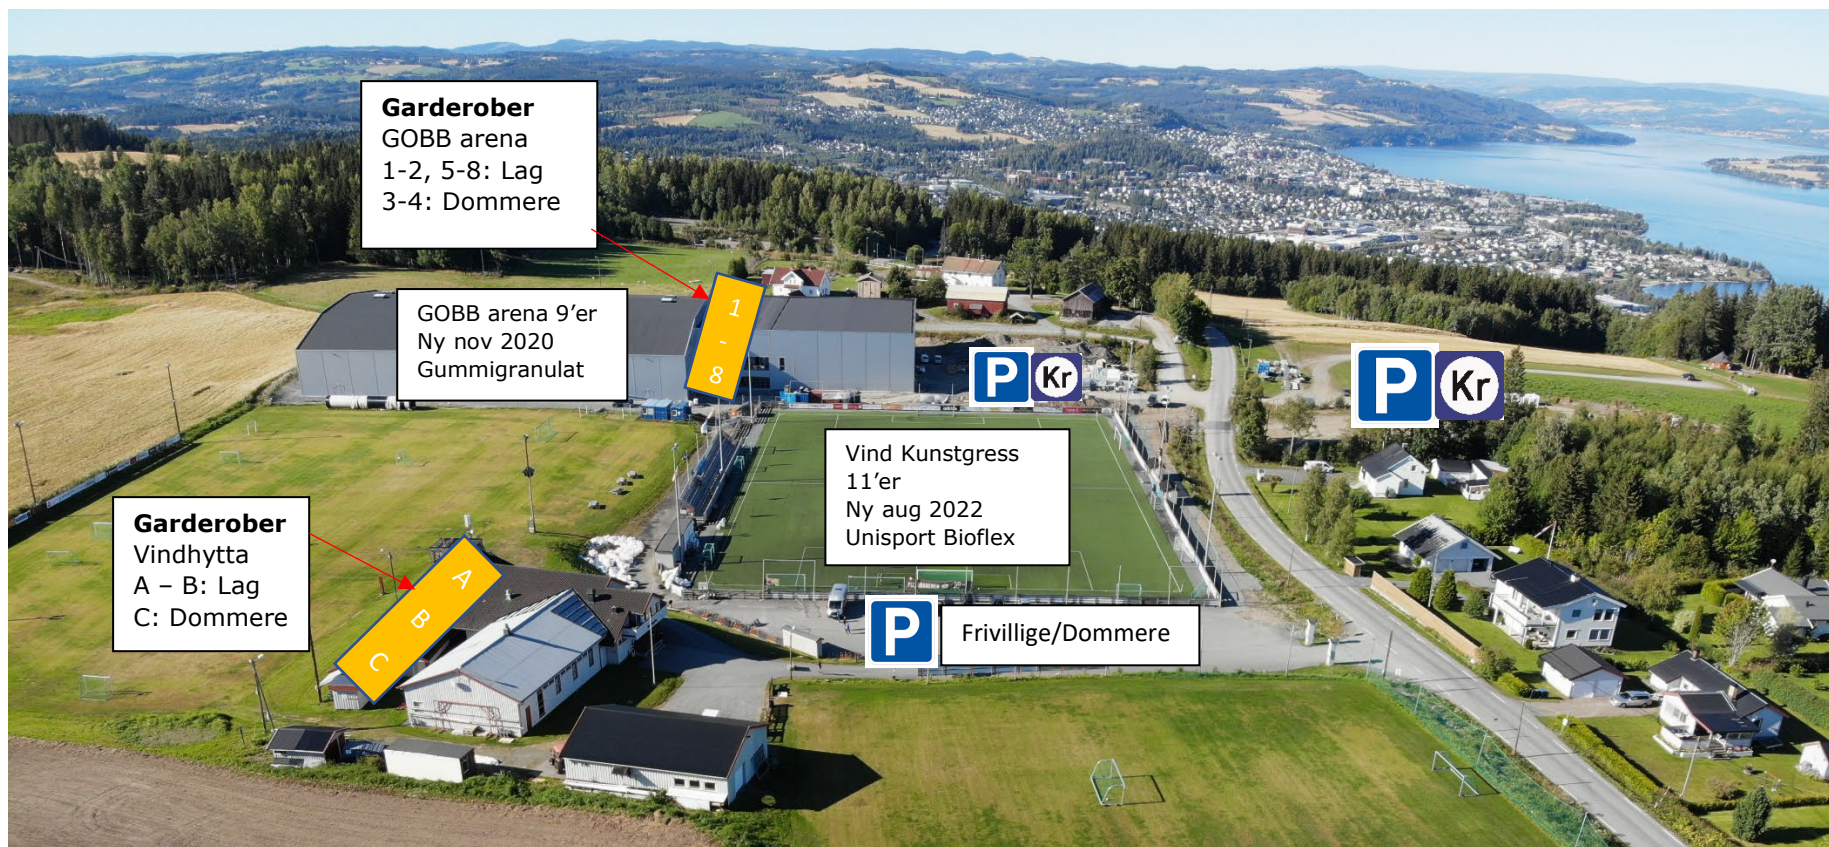 Garderober
GOBB arena
1-2, 5-8: Lag
3-4: Dommere
GOBB arena 9’er
Ny nov 2020
Gummigranulat
1
-
8
P Kr
P Kr
Vind Kunstgress
11’er
Ny aug 2022
Unisport Bioflex
Garderober
Vindhytta
A – B: Lag
C: Dommere
A
B
C
P
Frivillige/Dommere